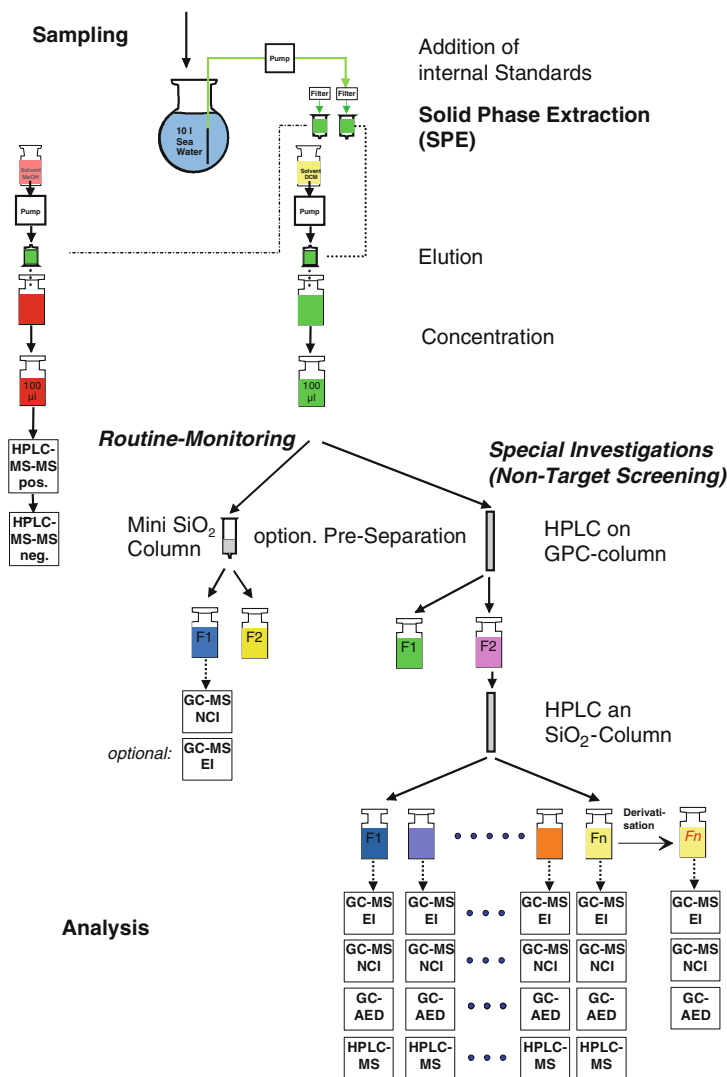 Sampling
Addition of
internal Standards
Pump
Filter
Filter
Solid Phase Extraction
(SPE)
10 l
Sea
Water
Solvent
MeOH
Solvent
DCM
Pump
Pump
Elution
Concentration
100
µl
100
µl
Routine-Monitoring
Special Investigations
(Non-Target Screening)
HPLC-
MS-MS
pos.
HPLC-
MS-MS
neg.
Mini SiO₂
Column
option. Pre-Separation
HPLC on
GPC-column
F1
F2
F1
F2
GC-MS
NCI
optional:
GC-MS
EI
HPLC an
SiO₂-Column
F1
Fn
Derivati-
sation
Fn
Analysis
GC-MS
EI
GC-MS
EI
GC-MS
EI
GC-MS
EI
GC-MS
EI
GC-MS
NCI
GC-MS
NCI
GC-MS
NCI
GC-MS
NCI
GC-MS
NCI
GC-
AED
GC-
AED
GC-
AED
GC-
AED
GC-
AED
HPLC-
MS
HPLC-
MS
HPLC-
MS
HPLC-
MS